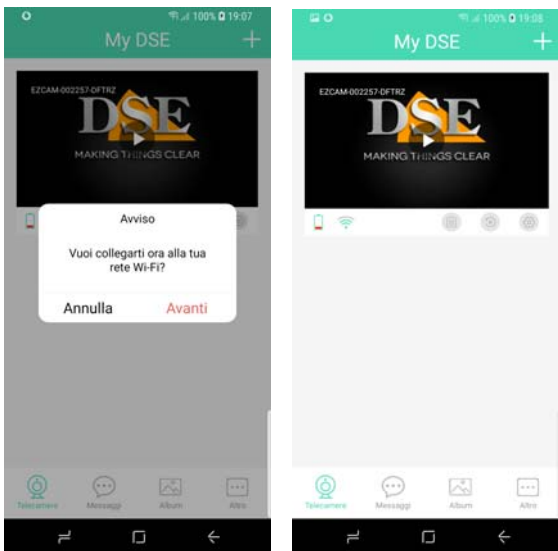 100% 19:07
My DSE
EZCAM-002257-DFTRZ
DSE
MAKING THINGS CLEAR
Avviso
Vuoi collegarti ora alla tua
rete Wi-Fi?
Annulla Avanti
Telecamere Messaggi Album Altro
100% 19:08
My DSE
EZCAM-002257-DFTRZ
DSE
MAKING THINGS CLEAR
Telecamere Messaggi Album Altro